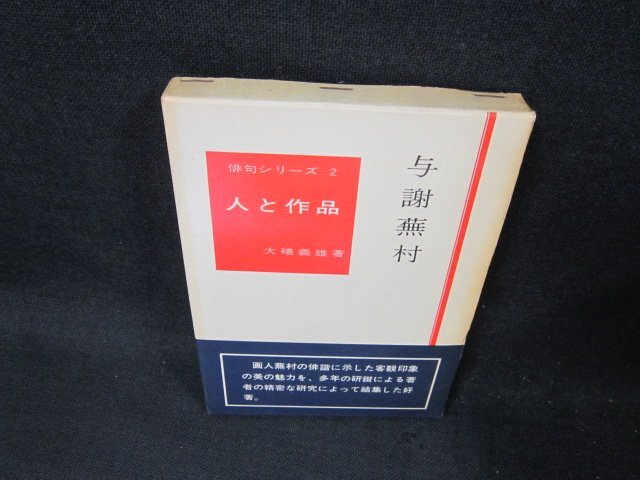 与謝蕪村
俳句シリーズ 2
人と作品
大礒義雄著
画人蕪村の俳諧に示した客観印象
の美の魅力を、多年の研鑚による著
者の精密な研究によって結集した好
著。